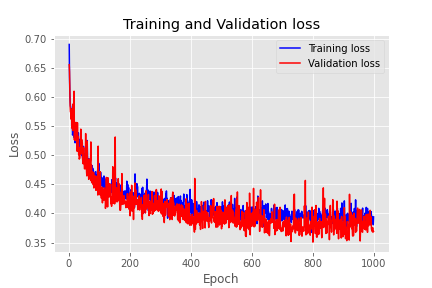 Training and Validation loss
Training loss
Validation loss
Loss
0.70
0.65
0.60
0.55
0.50
0.45
0.40
0.35
0
200
400
600
800
1000
Epoch